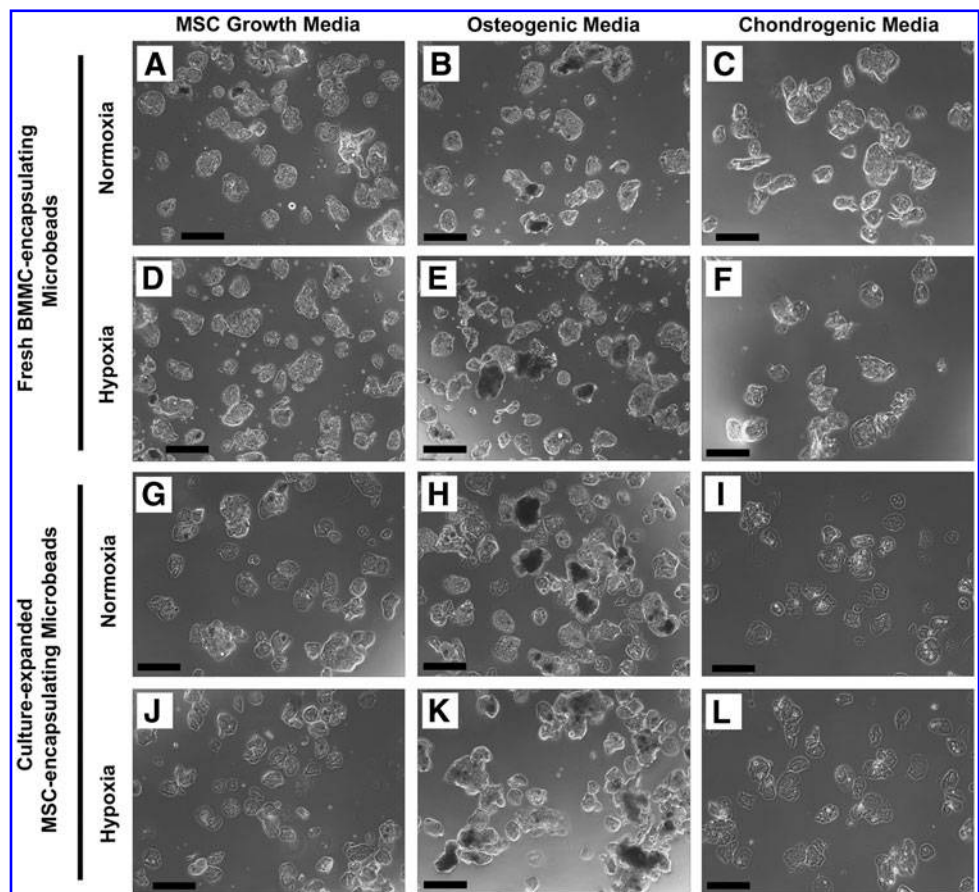 MSC Growth Media
Osteogenic Media
Chondrogenic Media
Fresh BMMC-encapsulating
Microbeads
Normoxia
A
B
C
Hypoxia
D
E
F
Culture-expanded
MSC-encapsulating Microbeads
Normoxia
G
H
I
Hypoxia
J
K
L